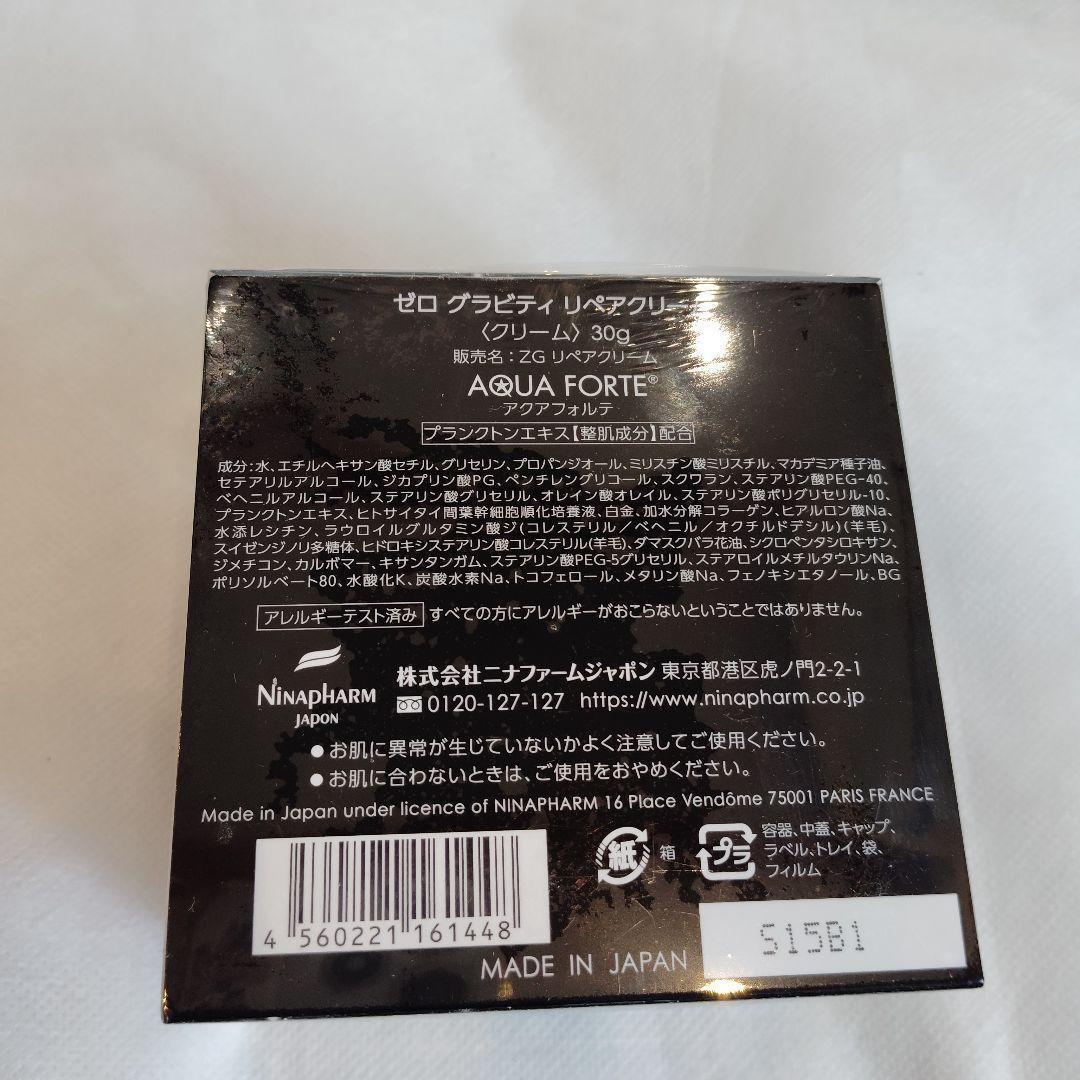 ゼロ グラビティ リペアクリーム
〈クリーム〉30g
販売名：ZG リペアクリーム
AQUA FORTE®
アクアフォルテ
プランクトンエキス【整肌成分】配合
成分：水、エチルヘキサン酸セチル、グリセリン、プロパンジオール、ミリスチン酸ミリスチル、マカデミア種子油、
セテアリルアルコール、ジカプリン酸PG、ペンチレングリコール、スクワラン、ステアリン酸PEG-40、
ベヘニルアルコール、ステアリン酸グリセリル、オレイン酸オレイル、ステアリン酸ポリグリセリル-10、
プランクトンエキス、ヒトサイタイ間葉幹細胞順化培養液、白金、加水分解コラーゲン、ヒアルロン酸Na、
水添レシチン、ラウロイルグルタミン酸ジ(コレステリル／ベヘニル／オクチルドデシル)(羊毛)、
スイゼンジノリ多糖体、ヒドロキシステアリン酸コレステリル(羊毛)、ダマスクバラ花油、シクロペンタシロキサン、
ジメチコン、カルボマー、キサンタンガム、ステアリン酸PEG-5グリセリル、ステアロイルメチルタウリンNa、
ポリソルベート80、水酸化K、炭酸水素Na、トコフェロール、メタリン酸Na、フェノキシエタノール、BG
アレルギーテスト済み すべての方にアレルギーがおこらないということではありません。
NINAPHARM
JAPON
株式会社ニナファームジャポン 東京都港区虎ノ門2-2-1
0120-127-127 https://www.ninapharm.co.jp
●お肌に異常が生じていないかよく注意してご使用ください。
●お肌に合わないときは、ご使用をおやめください。
Made in Japan under licence of NINAPHARM 16 Place Vendôme 75001 PARIS FRANCE
紙 箱
プラ 容器、中蓋、キャップ、
ラベル、トレイ、袋、
フィルム
4 560221 161448
MADE IN JAPAN
515B1